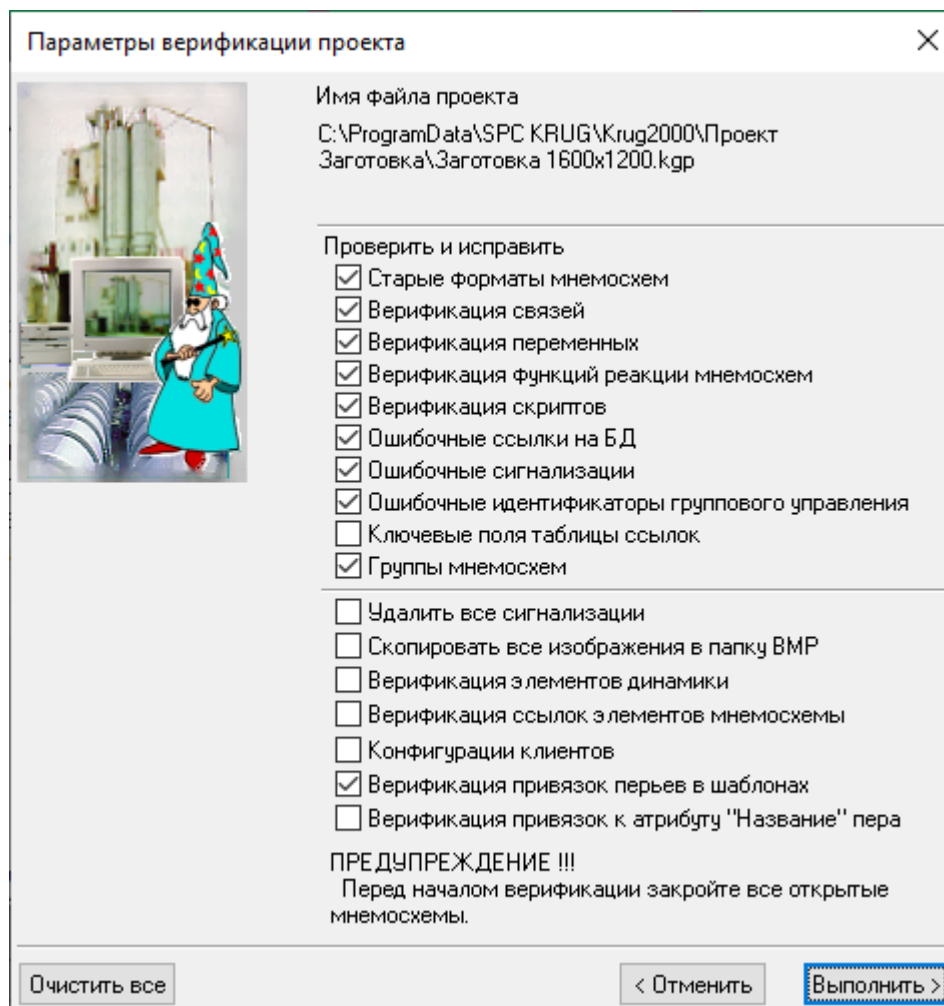 Параметры верификации проекта
Имя файла проекта
C:\ProgramData\SPC KRUG\Krug2000\Проект
Заготовка\Заготовка 1600x1200.kgp
Проверить и исправить
Старые форматы мнемосхем
Верификация связей
Верификация переменных
Верификация функций реакции мнемосхем
Верификация скриптов
Ошибочные ссылки на БД
Ошибочные сигнализации
Ошибочные идентификаторы группового управления
Ключевые поля таблицы ссылок
Группы мнемосхем
Удалить все сигнализации
Скопировать все изображения в папку BMP
Верификация элементов динамики
Верификация ссылок элементов мнемосхемы
Конфигурации клиентов
Верификация привязок перьев в шаблонах
Верификация привязок к атрибуту "Название" пера
ПРЕДУПРЕЖДЕНИЕ !!!
Перед началом верификации закройте все открытые
мнемосхемы.
Очистить все
< Отменить
Выполнить >